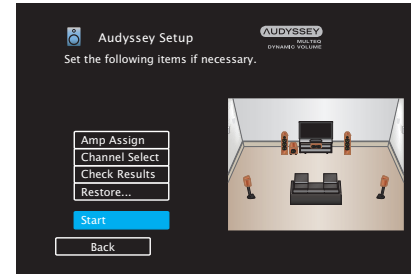 Audyssey Setup
AUDYSSEY
MULTEQ
DYNAMIC VOLUME
Set the following items if necessary.
Amp Assign
Channel Select
Check Results
Restore...
Start
Back